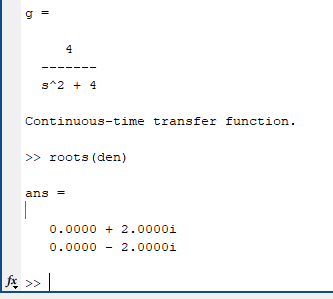 g =
4
-------
s^2 + 4
Continuous-time transfer function.
>> roots(den)
ans =
0.0000 + 2.0000i
0.0000 - 2.0000i
fx >>